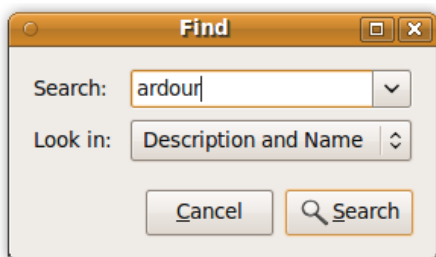 Find
Search: ardour
Look in: Description and Name
Cancel Search